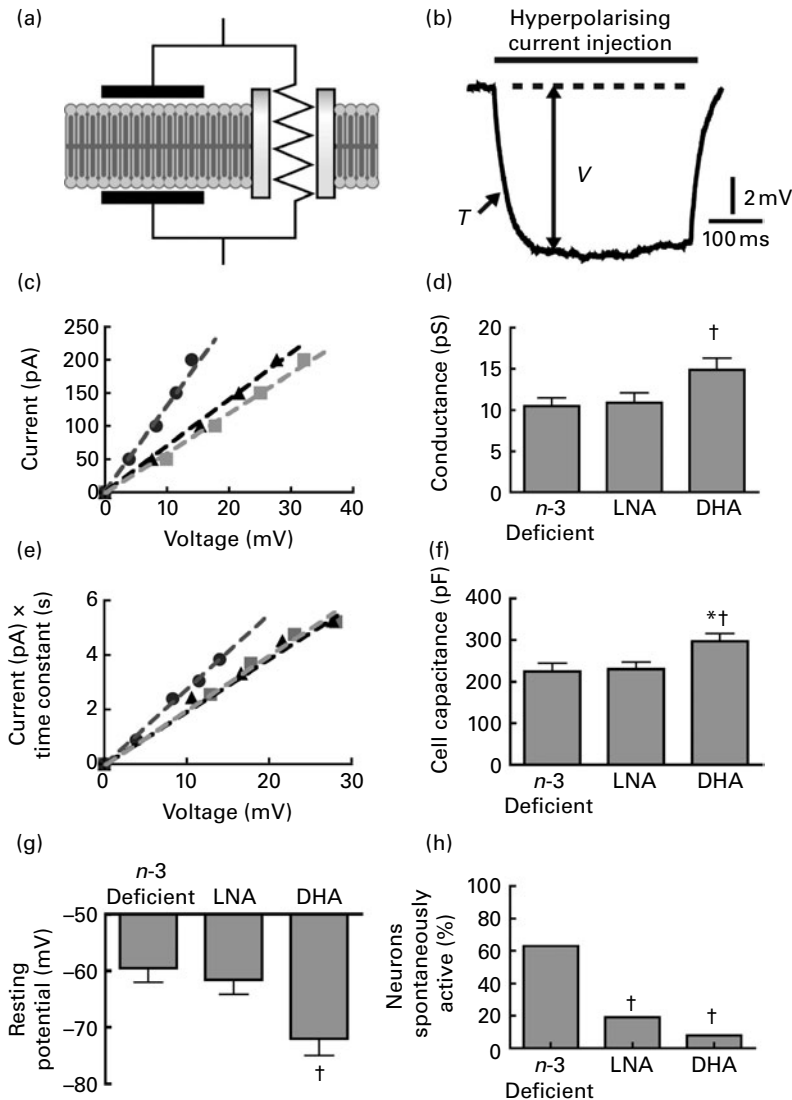 (a)
(b)
Hyperpolarising
current injection
V
T
2 mV
100 ms
(c)
Current (pA)
250
200
150
100
50
0
0 10 20 30 40
Voltage (mV)
(d)
Conductance (pS)
20
15
10
5
0
†
n-3
Deficient
LNA
DHA
(e)
Current (pA) ×
time constant (s)
6
4
2
0
0 10 20 30
Voltage (mV)
(f)
Cell capacitance (pF)
400
300
200
100
0
*†
n-3
Deficient
LNA
DHA
(g)
n-3
Deficient
LNA
DHA
Resting
potential (mV)
–50
–60
–70
–80
†
(h)
Neurons
spontaneously
active (%)
100
80
60
40
20
0
†
†
n-3
Deficient
LNA
DHA